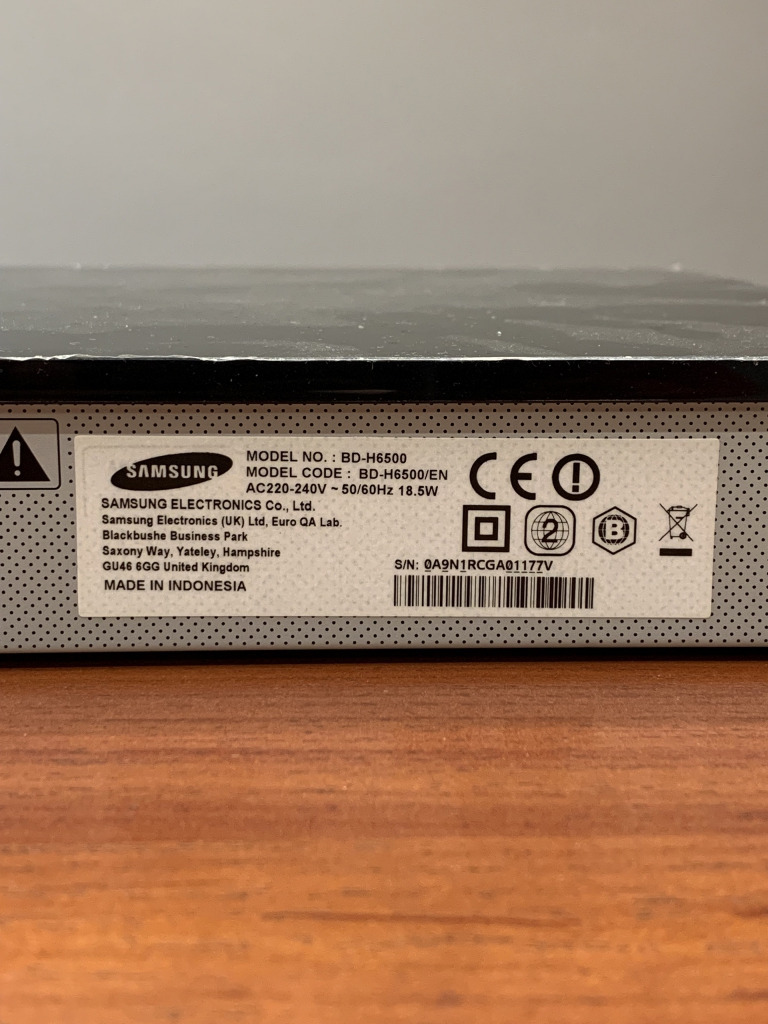 SAMSUNG
MODEL NO. : BD-H6500
MODEL CODE : BD-H6500/EN
AC220-240V ~ 50/60Hz 18.5W
SAMSUNG ELECTRONICS Co., Ltd.
Samsung Electronics (UK) Ltd, Euro QA Lab.
Blackbushe Business Park
Saxony Way, Yateley, Hampshire
GU46 6GG United Kingdom
MADE IN INDONESIA
CE
2
B
S/N: 0A9N1RCGA01177V